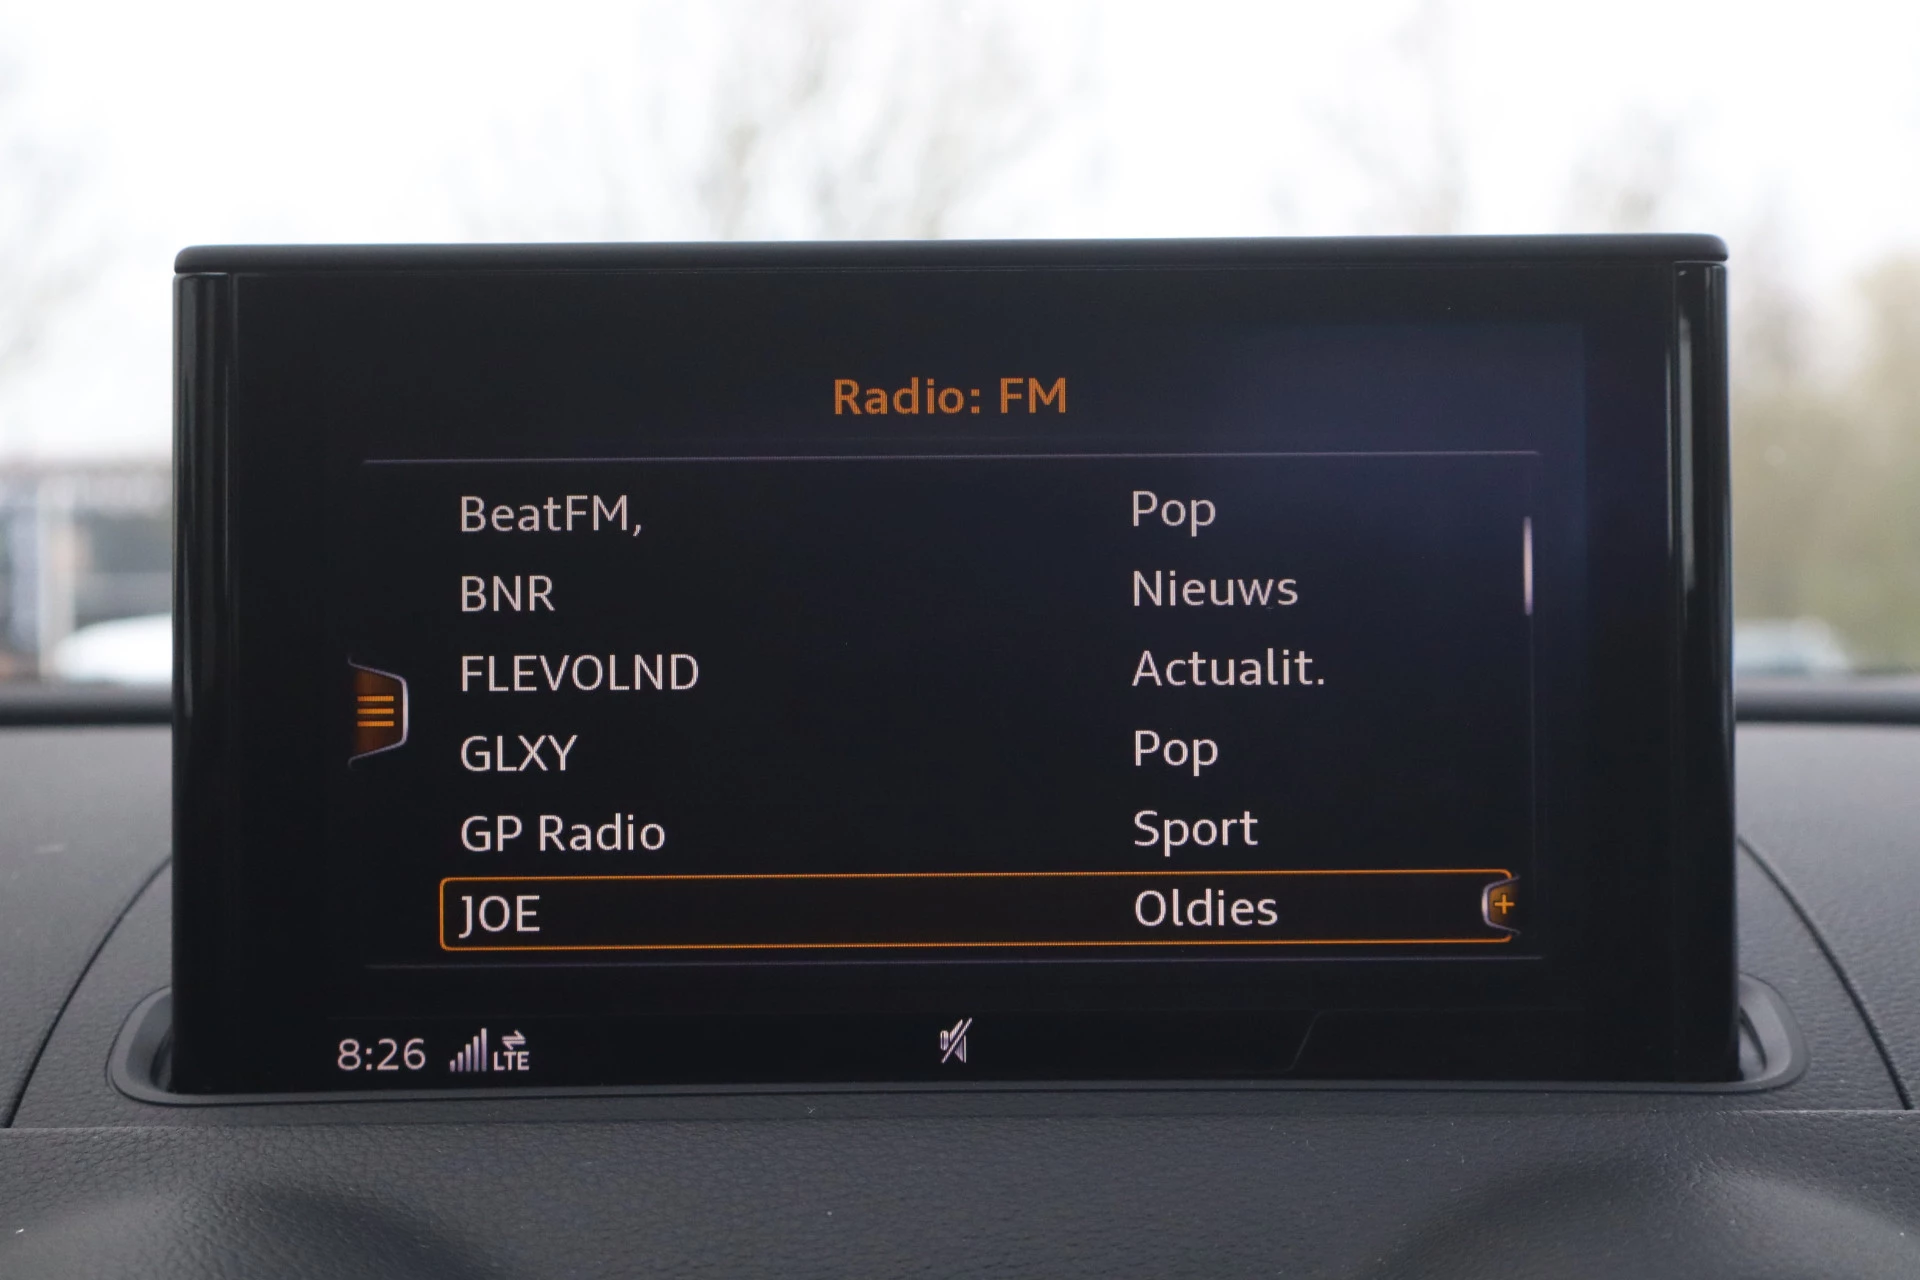 Radio: FM
BeatFM, Pop
BNR Nieuws
FLEVOLND Actualit.
GLXY Pop
GP Radio Sport
JOE Oldies +
8:26 LTE